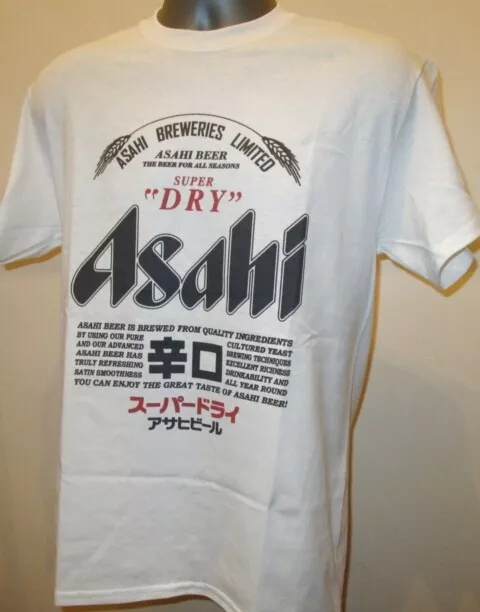 ASAHI BREWERIES LIMITED
ASAHI BEER
THE BEER FOR ALL SEASONS
SUPER
"DRY"
Asahi
ASAHI BEER IS BREWED FROM QUALITY INGREDIENTS
BY USING OUR PURE CULTURED YEAST
AND OUR ADVANCED BREWING TECHNIQUES
ASAHI BEER HAS EXCELLENT RICHNESS
TRULY REFRESHING DRINKABILITY AND
SATIN SMOOTHNESS ALL YEAR ROUND
辛口
YOU CAN ENJOY THE GREAT TASTE OF ASAHI BEER!
スーパードライ
アサヒビール